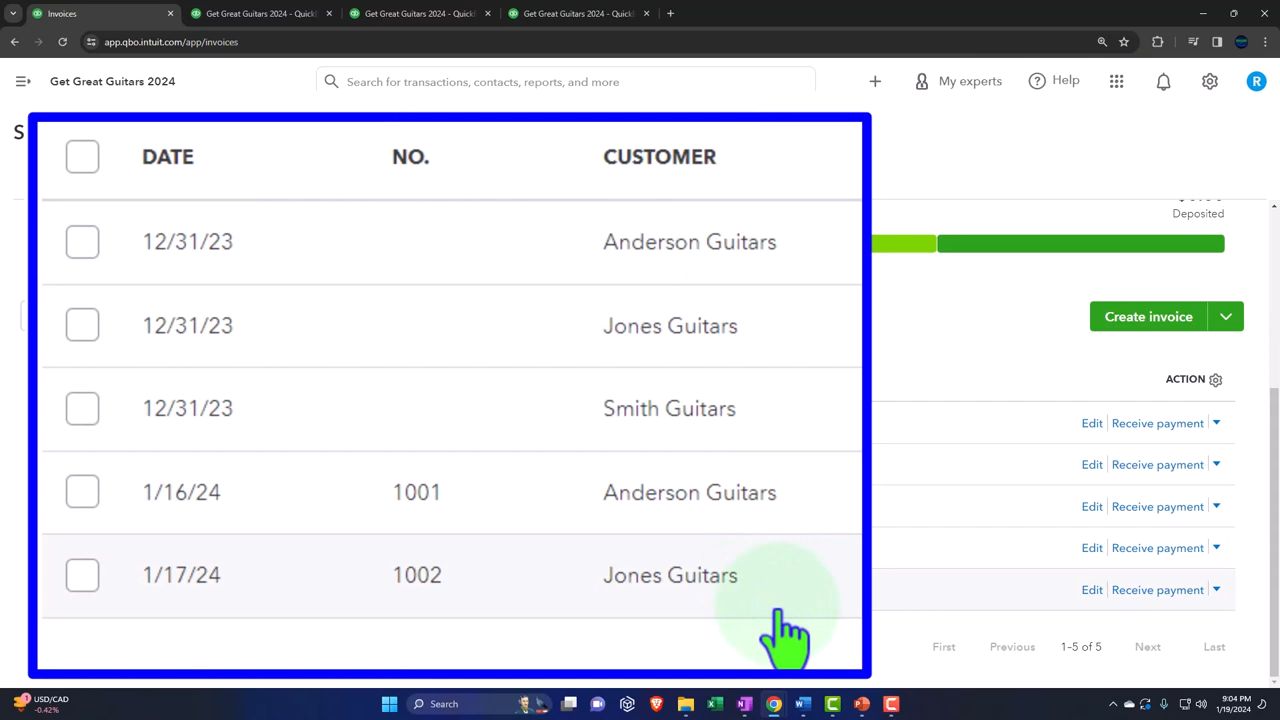 Invoices
Get Great Guitars 2024 - Quick
Get Great Guitars 2024 - Quick
Get Great Guitars 2024 - Quick
app.qbo.intuit.com/app/invoices
Get Great Guitars 2024
Search for transactions, contacts, reports, and more
My experts
Help
R
S
Deposited
DATE NO. CUSTOMER
12/31/23 Anderson Guitars
12/31/23 Jones Guitars
12/31/23 Smith Guitars
1/16/24 1001 Anderson Guitars
1/17/24 1002 Jones Guitars
Create invoice
ACTION
Edit Receive payment
Edit Receive payment
Edit Receive payment
Edit Receive payment
Edit Receive payment
First Previous 1-5 of 5 Next Last
USD/CAD
-0.42%
Search
9:04 PM
1/19/2024